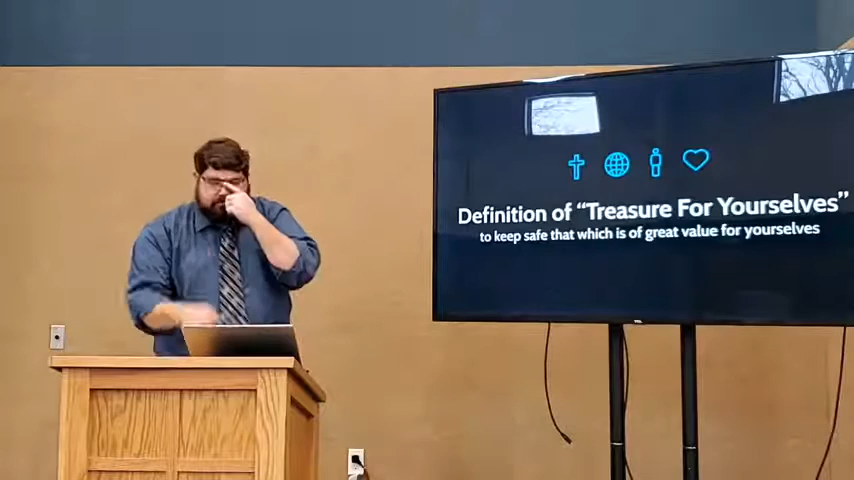 Definition of “Treasure For Yourselves”
to keep safe that which is of great value for yourselves